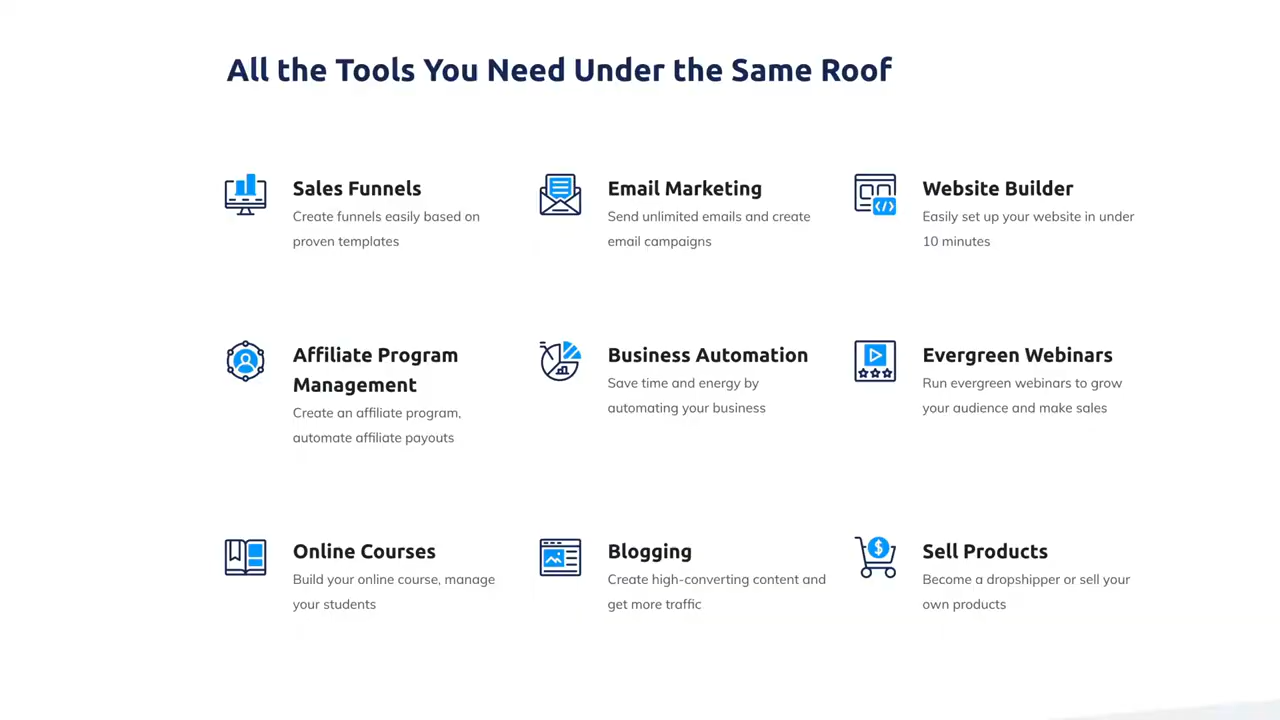 All the Tools You Need Under the Same Roof
Sales Funnels
Create funnels easily based on
proven templates
Email Marketing
Send unlimited emails and create
email campaigns
Website Builder
Easily set up your website in under
10 minutes
Affiliate Program
Management
Create an affiliate program,
automate affiliate payouts
Business Automation
Save time and energy by
automating your business
Evergreen Webinars
Run evergreen webinars to grow
your audience and make sales
Online Courses
Build your online course, manage
your students
Blogging
Create high-converting content and
get more traffic
Sell Products
Become a dropshipper or sell your
own products